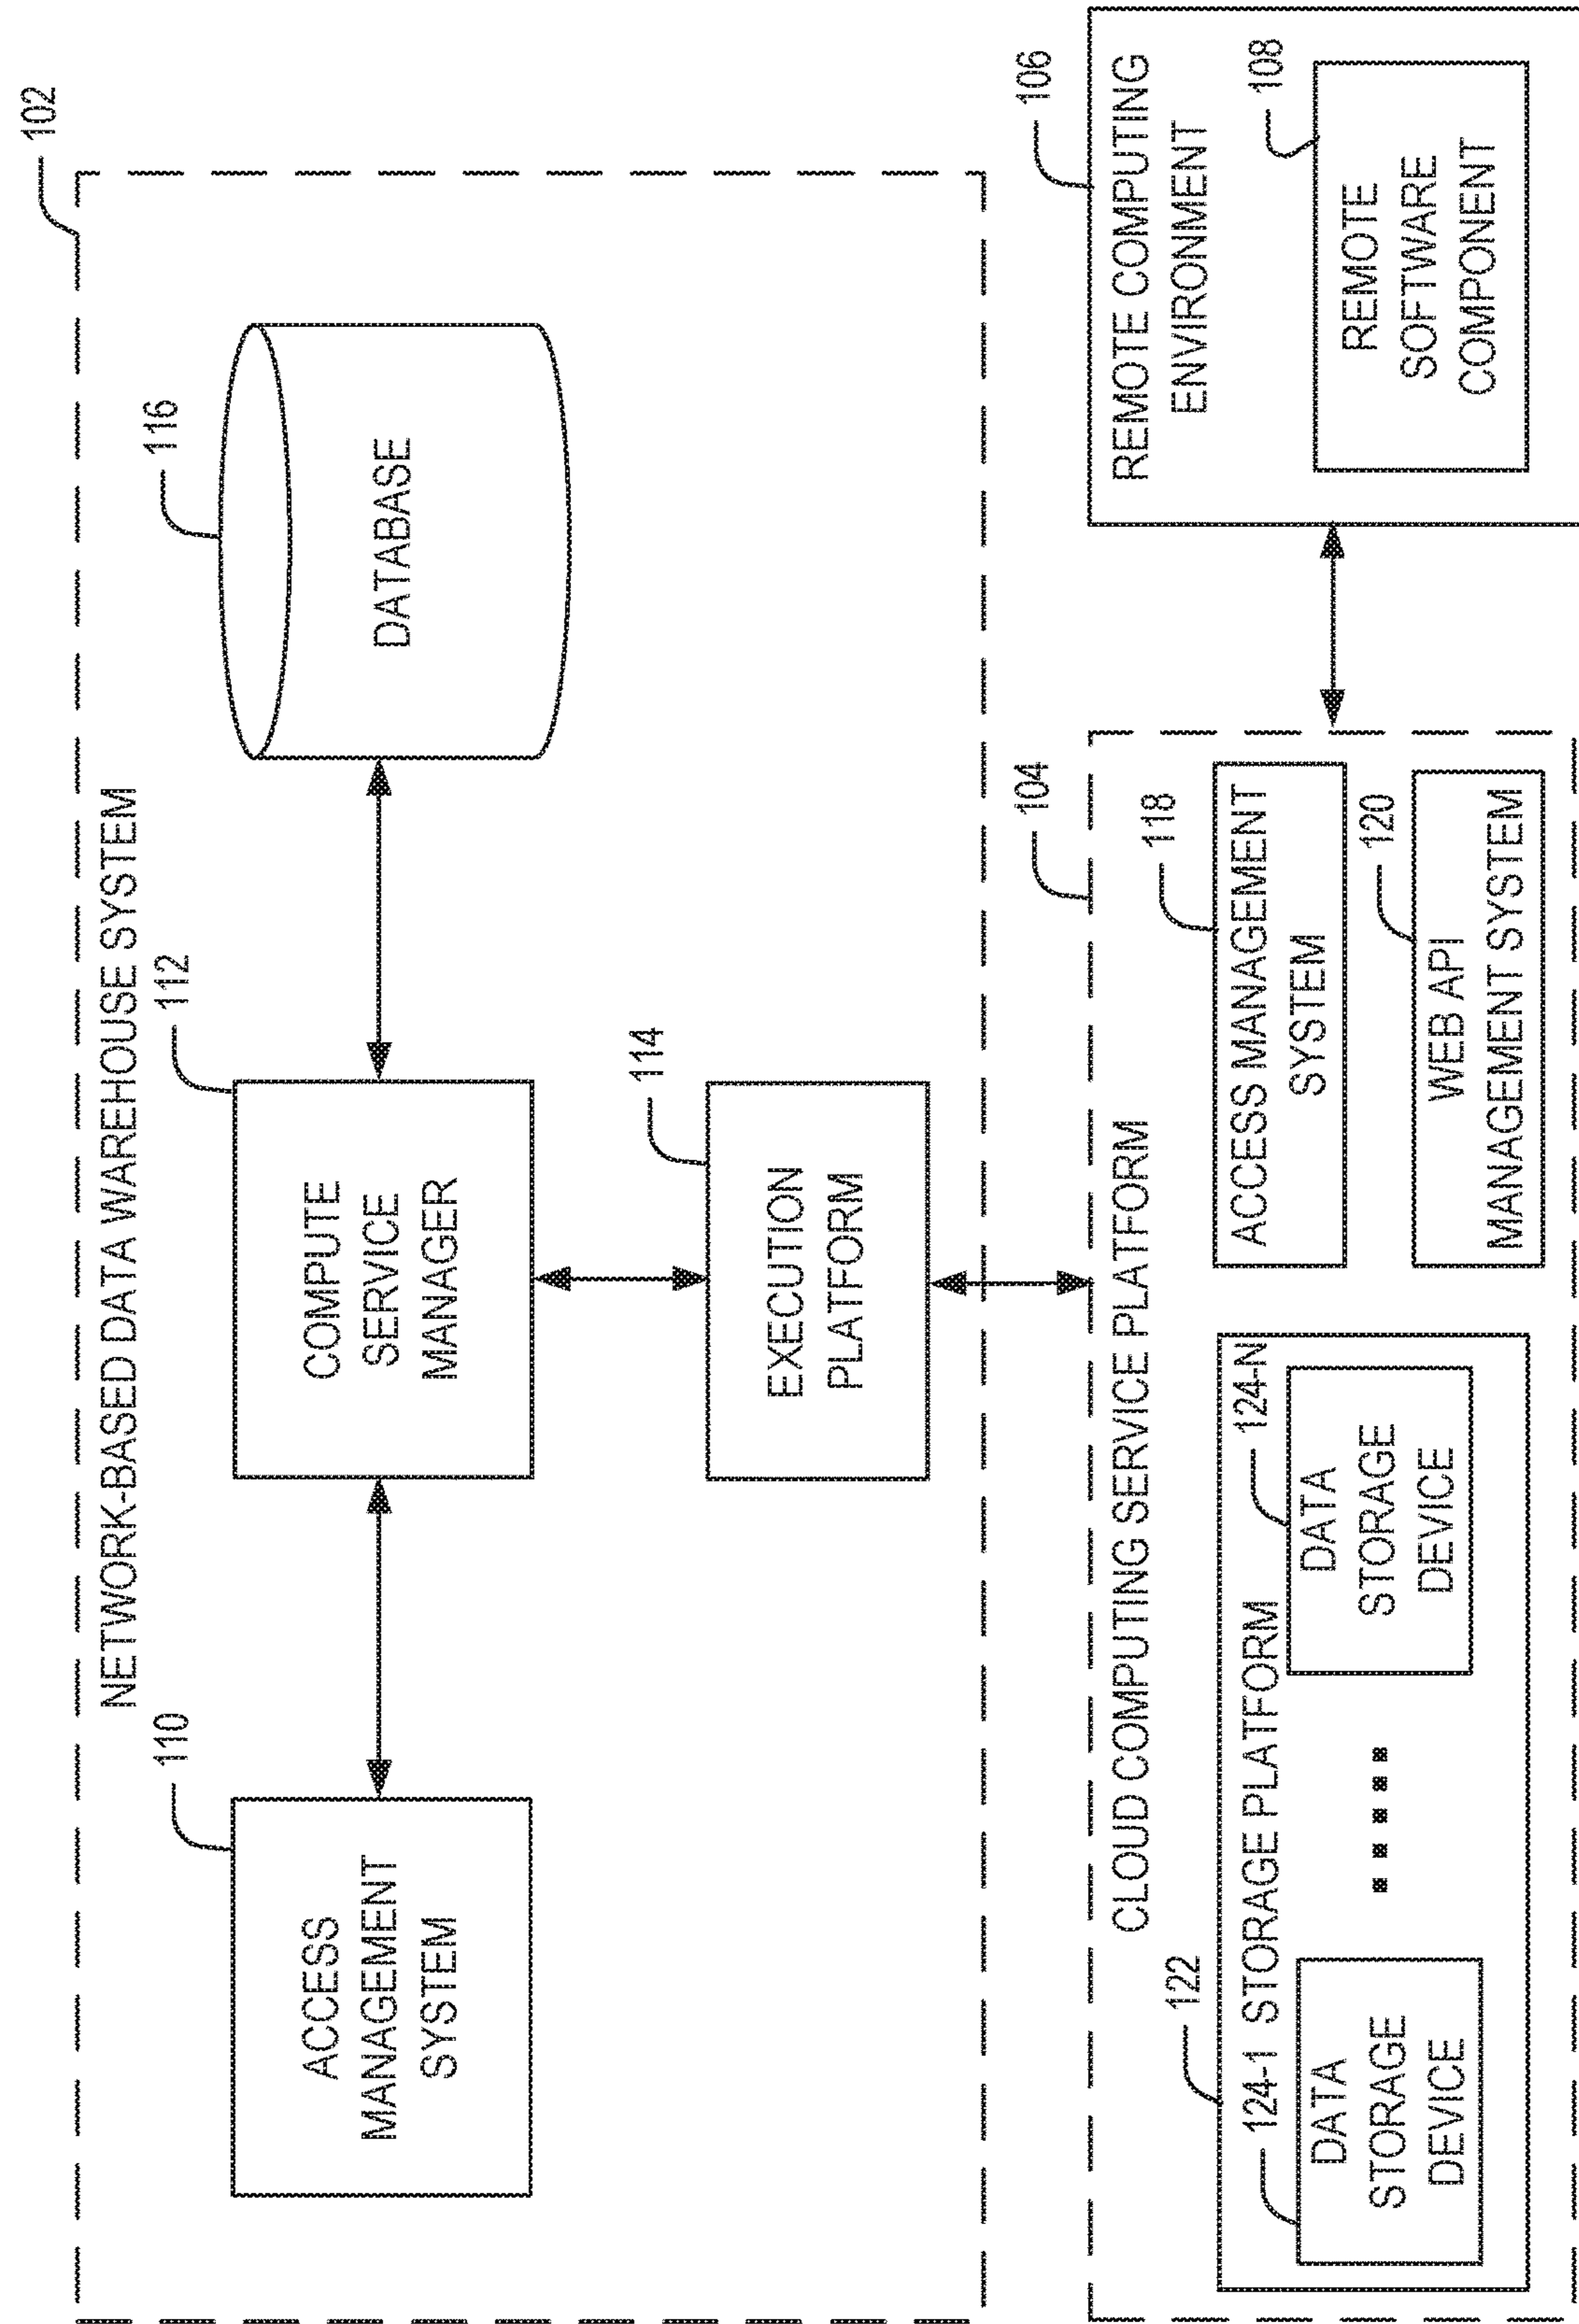 102
NETWORK-BASED DATA WAREHOUSE SYSTEM
110
ACCESS
MANAGEMENT
SYSTEM
112
COMPUTE
SERVICE
MANAGER
116
DATABASE
114
EXECUTION
PLATFORM
104
CLOUD COMPUTING SERVICE PLATFORM
122
124-1 STORAGE PLATFORM
124-N
DATA
STORAGE
DEVICE
DATA
STORAGE
DEVICE
118
ACCESS MANAGEMENT
SYSTEM
120
WEB API
MANAGEMENT SYSTEM
106
REMOTE COMPUTING
ENVIRONMENT
108
REMOTE
SOFTWARE
COMPONENT